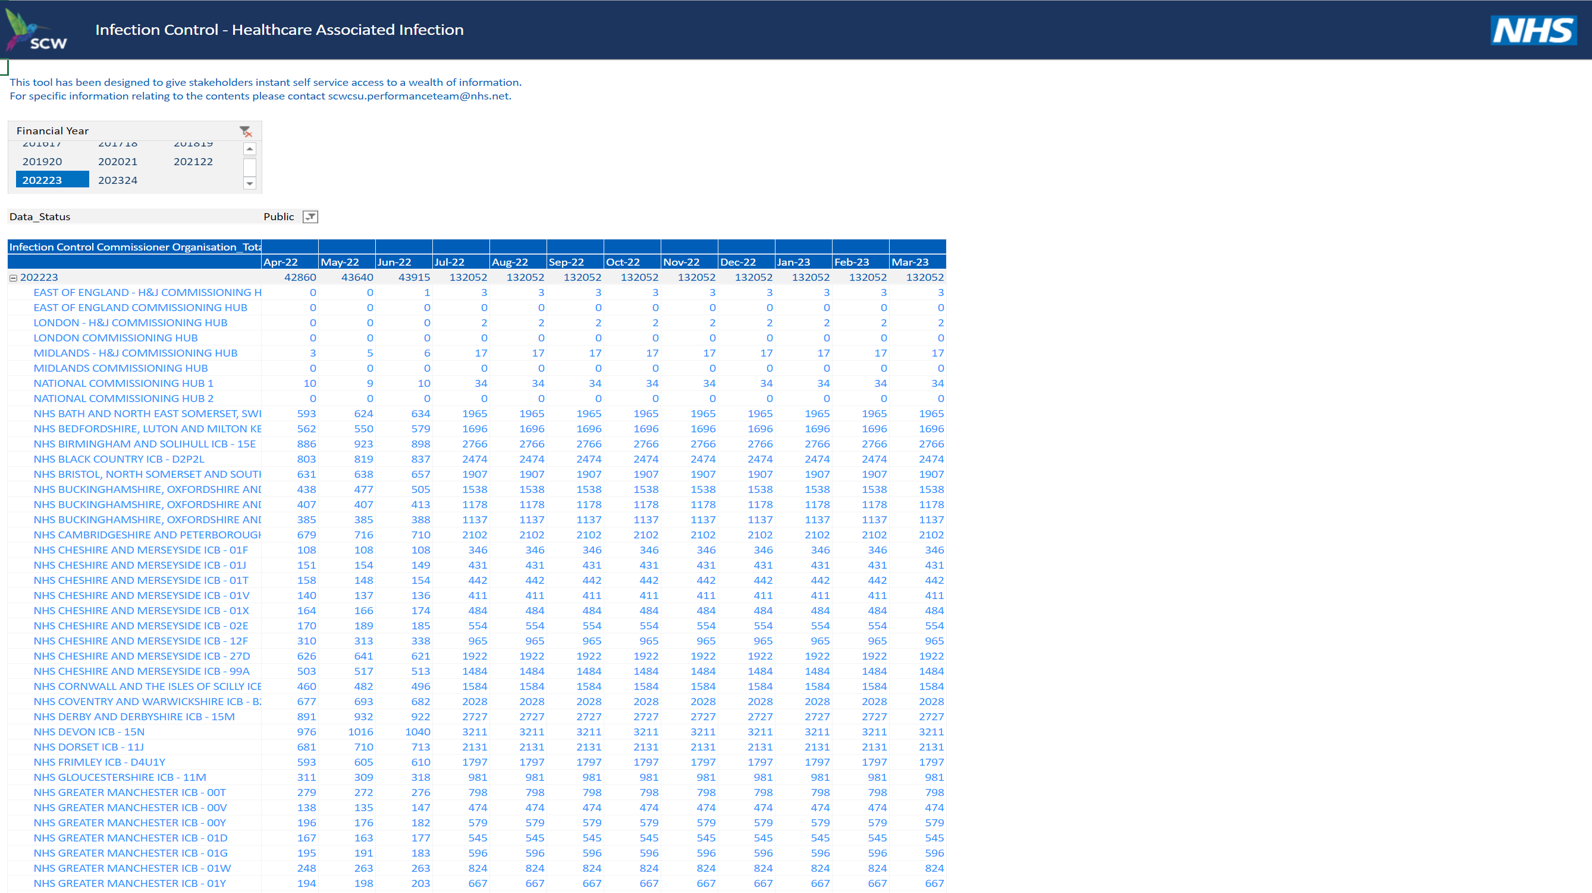 SCW
Infection Control - Healthcare Associated Infection
NHS
This tool has been designed to give stakeholders instant self service access to a wealth of information.
For specific information relating to the contents please contact scwcsu.performanceteam@nhs.net.
Financial Year
201617 201718 201819
201920 202021 202122
202223 202324
Data_Status Public
Infection Control Commissioner Organisation_Tota
Apr-22 May-22 Jun-22 Jul-22 Aug-22 Sep-22 Oct-22 Nov-22 Dec-22 Jan-23 Feb-23 Mar-23
202223 42860 43640 43915 132052 132052 132052 132052 132052 132052 132052 132052 132052
EAST OF ENGLAND - H&J COMMISSIONING H 0 0 1 3 3 3 3 3 3 3 3 3
EAST OF ENGLAND COMMISSIONING HUB 0 0 0 0 0 0 0 0 0 0 0 0
LONDON - H&J COMMISSIONING HUB 0 0 0 2 2 2 2 2 2 2 2 2
LONDON COMMISSIONING HUB 0 0 0 0 0 0 0 0 0 0 0 0
MIDLANDS - H&J COMMISSIONING HUB 3 5 6 17 17 17 17 17 17 17 17 17
MIDLANDS COMMISSIONING HUB 0 0 0 0 0 0 0 0 0 0 0 0
NATIONAL COMMISSIONING HUB 1 10 9 10 34 34 34 34 34 34 34 34 34
NATIONAL COMMISSIONING HUB 2 0 0 0 0 0 0 0 0 0 0 0 0
NHS BATH AND NORTH EAST SOMERSET, SWI 593 624 634 1965 1965 1965 1965 1965 1965 1965 1965 1965
NHS BEDFORDSHIRE, LUTON AND MILTON KE 562 550 579 1696 1696 1696 1696 1696 1696 1696 1696 1696
NHS BIRMINGHAM AND SOLIHULL ICB - 15E 886 923 898 2766 2766 2766 2766 2766 2766 2766 2766 2766
NHS BLACK COUNTRY ICB - D2P2L 803 819 837 2474 2474 2474 2474 2474 2474 2474 2474 2474
NHS BRISTOL, NORTH SOMERSET AND SOUTI 631 638 657 1907 1907 1907 1907 1907 1907 1907 1907 1907
NHS BUCKINGHAMSHIRE, OXFORDSHIRE AND 438 477 505 1538 1538 1538 1538 1538 1538 1538 1538 1538
NHS BUCKINGHAMSHIRE, OXFORDSHIRE AND 407 407 413 1178 1178 1178 1178 1178 1178 1178 1178 1178
NHS BUCKINGHAMSHIRE, OXFORDSHIRE AND 385 385 388 1137 1137 1137 1137 1137 1137 1137 1137 1137
NHS CAMBRIDGESHIRE AND PETERBOROUGH 679 716 710 2102 2102 2102 2102 2102 2102 2102 2102 2102
NHS CHESHIRE AND MERSEYSIDE ICB - 01F 108 108 108 346 346 346 346 346 346 346 346 346
NHS CHESHIRE AND MERSEYSIDE ICB - 01J 151 154 149 431 431 431 431 431 431 431 431 431
NHS CHESHIRE AND MERSEYSIDE ICB - 01T 158 148 154 442 442 442 442 442 442 442 442 442
NHS CHESHIRE AND MERSEYSIDE ICB - 01V 140 137 136 411 411 411 411 411 411 411 411 411
NHS CHESHIRE AND MERSEYSIDE ICB - 01X 164 166 174 484 484 484 484 484 484 484 484 484
NHS CHESHIRE AND MERSEYSIDE ICB - 02E 170 189 185 554 554 554 554 554 554 554 554 554
NHS CHESHIRE AND MERSEYSIDE ICB - 12F 310 313 338 965 965 965 965 965 965 965 965 965
NHS CHESHIRE AND MERSEYSIDE ICB - 27D 626 641 621 1922 1922 1922 1922 1922 1922 1922 1922 1922
NHS CHESHIRE AND MERSEYSIDE ICB - 99A 503 517 513 1484 1484 1484 1484 1484 1484 1484 1484 1484
NHS CORNWALL AND THE ISLES OF SCILLY ICE 460 482 496 1584 1584 1584 1584 1584 1584 1584 1584 1584
NHS COVENTRY AND WARWICKSHIRE ICB - B: 677 693 682 2028 2028 2028 2028 2028 2028 2028 2028 2028
NHS DERBY AND DERBYSHIRE ICB - 15M 891 932 922 2727 2727 2727 2727 2727 2727 2727 2727 2727
NHS DEVON ICB - 15N 976 1016 1040 3211 3211 3211 3211 3211 3211 3211 3211 3211
NHS DORSET ICB - 11J 681 710 713 2131 2131 2131 2131 2131 2131 2131 2131 2131
NHS FRIMLEY ICB - D4U1Y 593 605 610 1797 1797 1797 1797 1797 1797 1797 1797 1797
NHS GLOUCESTERSHIRE ICB - 11M 311 309 318 981 981 981 981 981 981 981 981 981
NHS GREATER MANCHESTER ICB - 00T 279 272 276 798 798 798 798 798 798 798 798 798
NHS GREATER MANCHESTER ICB - 00V 138 135 147 474 474 474 474 474 474 474 474 474
NHS GREATER MANCHESTER ICB - 00Y 196 176 182 579 579 579 579 579 579 579 579 579
NHS GREATER MANCHESTER ICB - 01D 167 163 177 545 545 545 545 545 545 545 545 545
NHS GREATER MANCHESTER ICB - 01G 195 191 183 596 596 596 596 596 596 596 596 596
NHS GREATER MANCHESTER ICB - 01W 248 263 263 824 824 824 824 824 824 824 824 824
NHS GREATER MANCHESTER ICB - 01Y 194 198 203 667 667 667 667 667 667 667 667 667